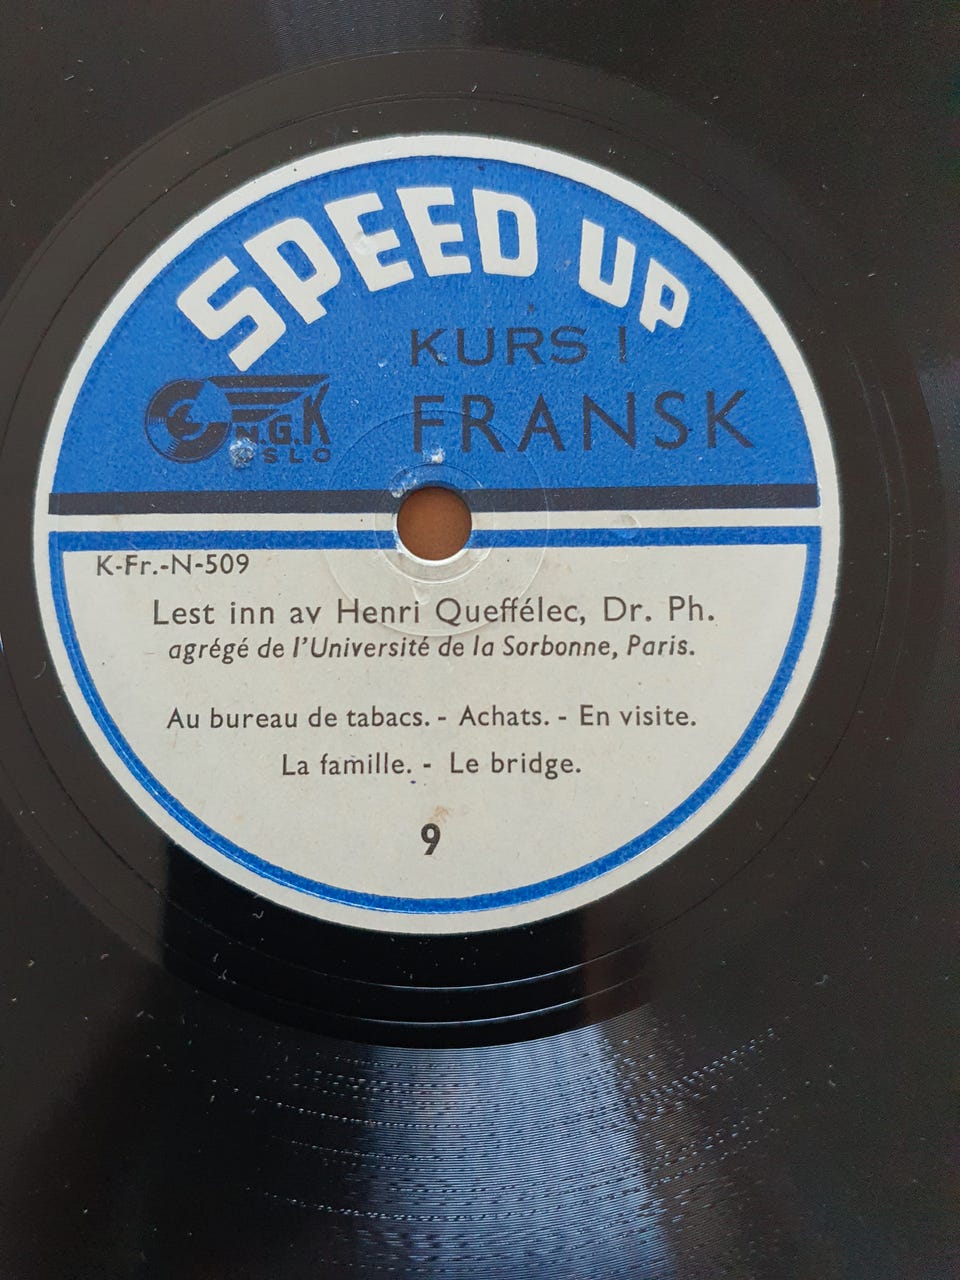 SPEED UP
KURS I
FRANSK
N.G.K
OSLO
K-Fr.-N-509
Lest inn av Henri Queffélec, Dr. Ph.
agrégé de l'Université de la Sorbonne, Paris.
Au bureau de tabacs. - Achats. - En visite.
La famille. - Le bridge.
9